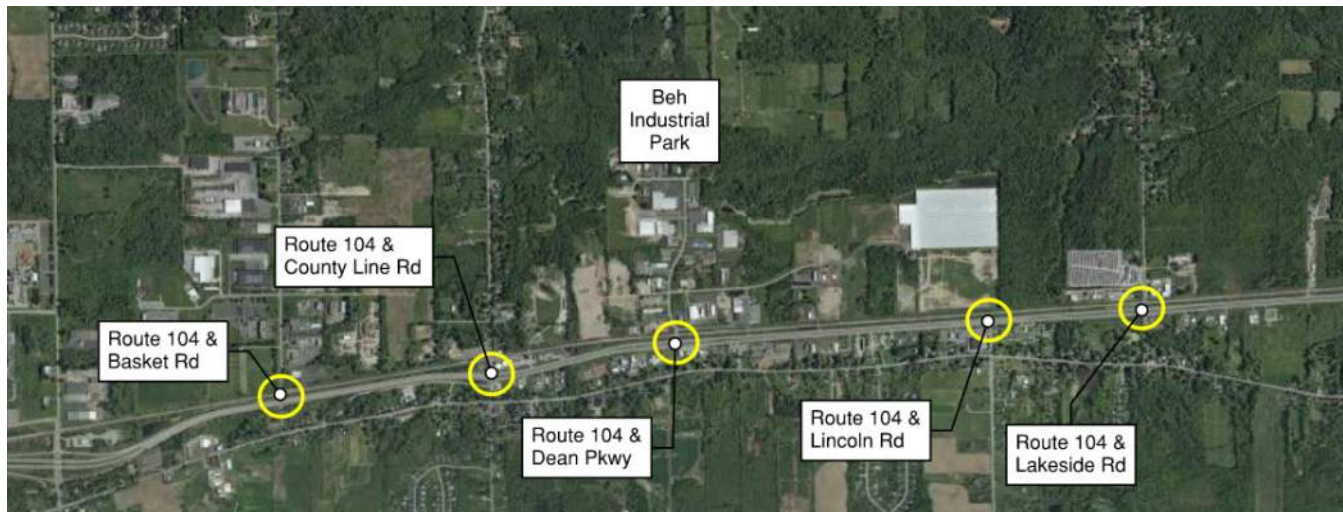 Beh
Industrial
Park
Route 104 &
County Line Rd
Route 104 &
Basket Rd
Route 104 &
Dean Pkwy
Route 104 &
Lincoln Rd
Route 104 &
Lakeside Rd